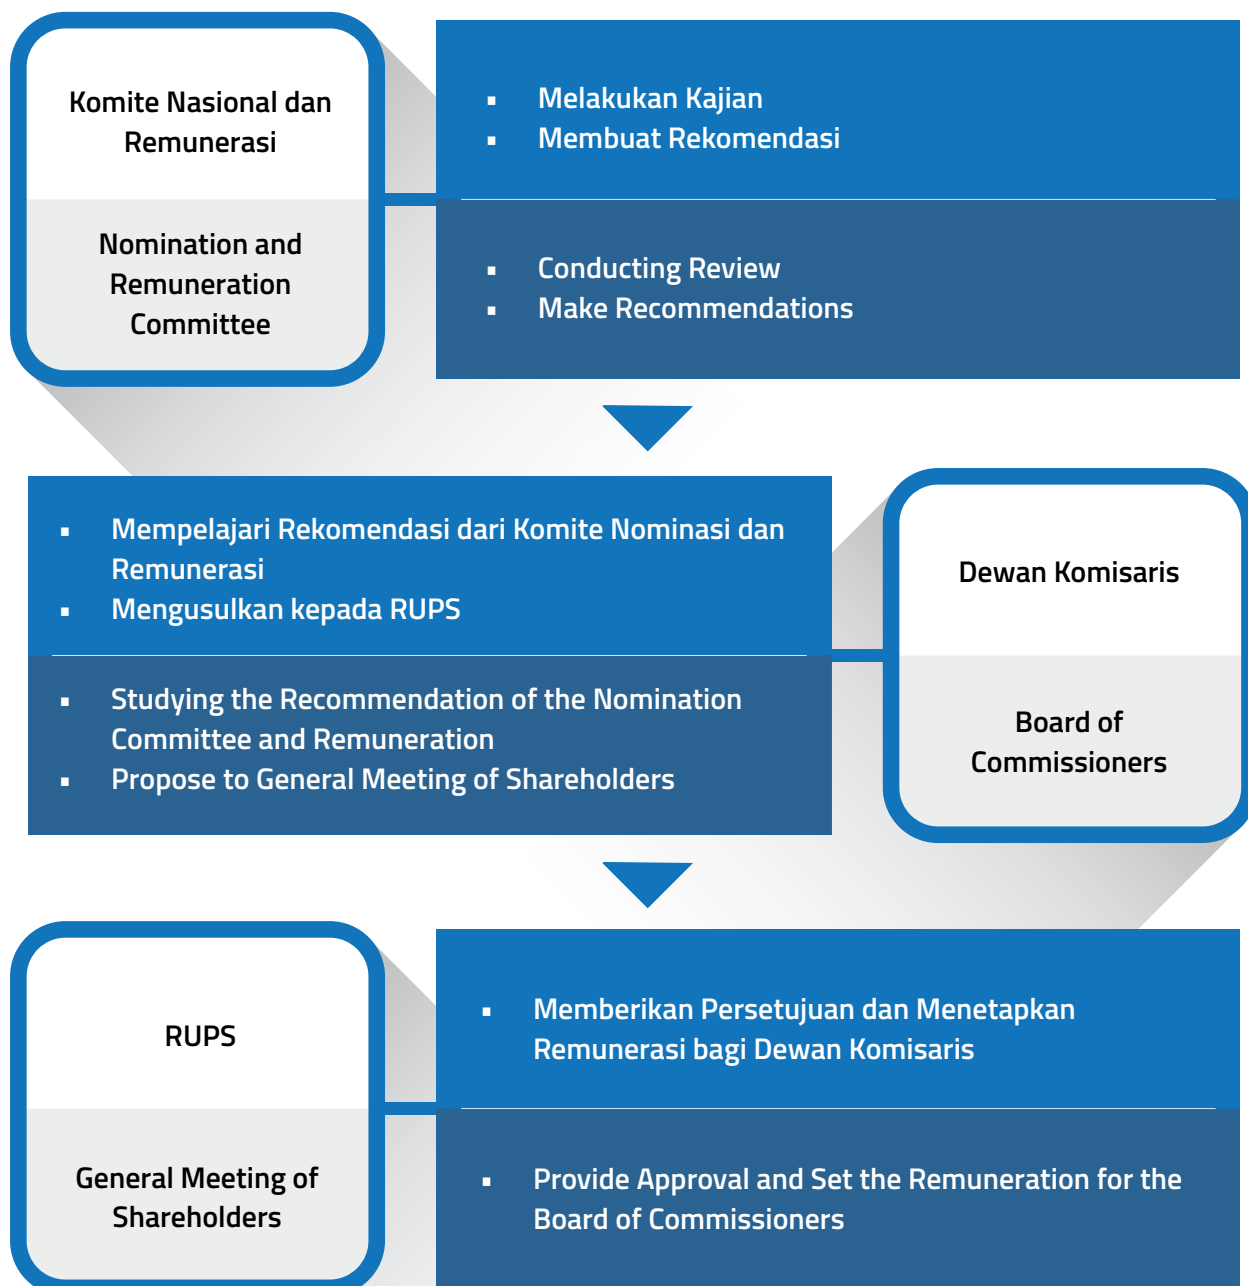 Komite Nasional dan
Remunerasi
Nomination and
Remuneration
Committee
▪ Melakukan Kajian
▪ Membuat Rekomendasi
▪ Conducting Review
▪ Make Recommendations
▪ Mempelajari Rekomendasi dari Komite Nominasi dan
Remunerasi
▪ Mengusulkan kepada RUPS
▪ Studying the Recommendation of the Nomination
Committee and Remuneration
▪ Propose to General Meeting of Shareholders
Dewan Komisaris
Board of
Commissioners
RUPS
General Meeting of
Shareholders
▪ Memberikan Persetujuan dan Menetapkan
Remunerasi bagi Dewan Komisaris
▪ Provide Approval and Set the Remuneration for the
Board of Commissioners